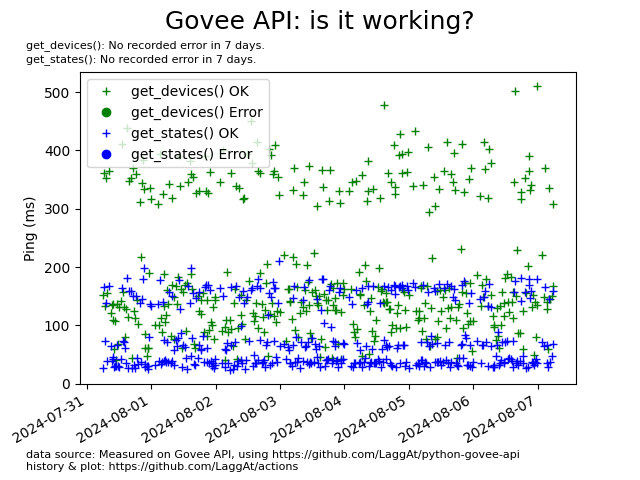 Govee API: is it working?
get_devices(): No recorded error in 7 days.
get_states(): No recorded error in 7 days.
get_devices() OK
get_devices() Error
get_states() OK
get_states() Error
Ping (ms)
500
400
300
200
100
0
2024-07-31
2024-08-01
2024-08-02
2024-08-03
2024-08-04
2024-08-05
2024-08-06
2024-08-07
data source: Measured on Govee API, using https://github.com/LaggAt/python-govee-api
history & plot: https://github.com/LaggAt/actions